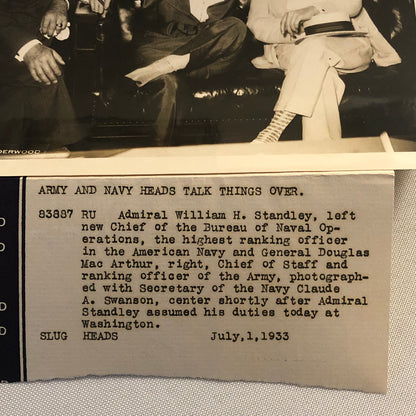 DERWOOD
ARMY AND NAVY HEADS TALK THINGS OVER.
83887 RU Admiral William H. Standley, left
new Chief of the Bureau of Naval Op-
erations, the highest ranking officer
in the American Navy and General Douglas
Mac Arthur, right, Chief of Staff and
ranking officer of the Army, photograph-
ed with Secretary of the Navy Claude
A. Swanson, center shortly after Admiral
Standley assumed his duties today at
Washington.
SLUG HEADS July,1,1933